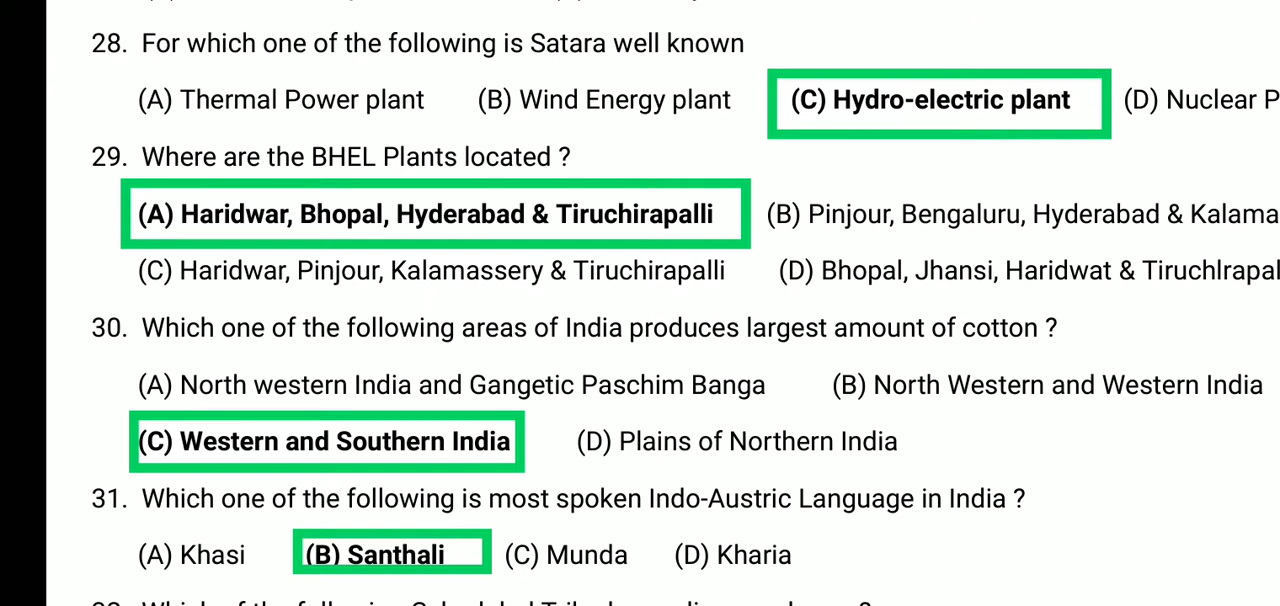 28. For which one of the following is Satara well known
(A) Thermal Power plant (B) Wind Energy plant (C) Hydro-electric plant (D) Nuclear P
29. Where are the BHEL Plants located ?
(A) Haridwar, Bhopal, Hyderabad & Tiruchirapalli (B) Pinjour, Bengaluru, Hyderabad & Kalama
(C) Haridwar, Pinjour, Kalamassery & Tiruchirapalli (D) Bhopal, Jhansi, Haridwat & Tiruchlrapal
30. Which one of the following areas of India produces largest amount of cotton ?
(A) North western India and Gangetic Paschim Banga (B) North Western and Western India
(C) Western and Southern India (D) Plains of Northern India
31. Which one of the following is most spoken Indo-Austric Language in India ?
(A) Khasi (B) Santhali (C) Munda (D) Kharia